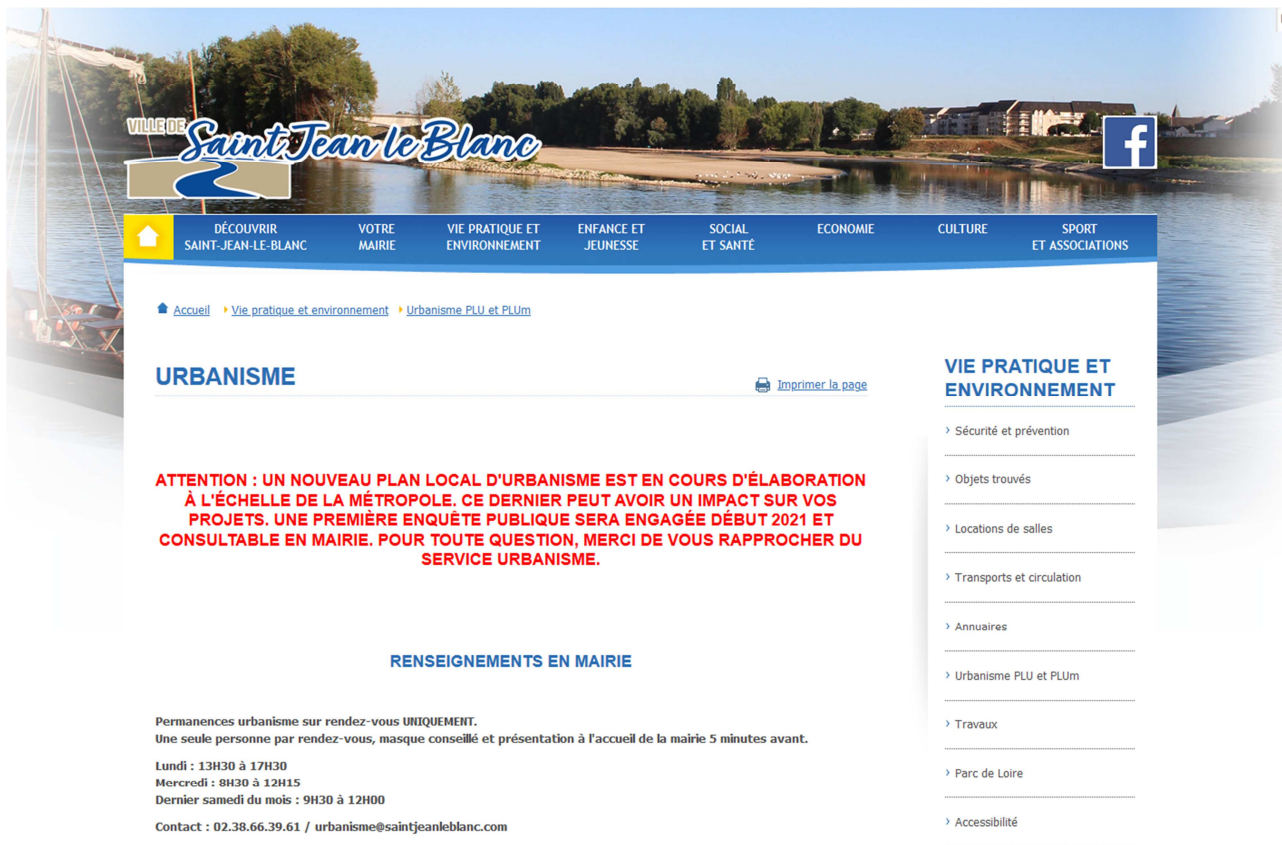 VILLE DE
Saint Jean le Blanc
f
DÉCOUVRIR
SAINT-JEAN-LE-BLANC
VOTRE
MAIRIE
VIE PRATIQUE ET
ENVIRONNEMENT
ENFANCE ET
JEUNESSE
SOCIAL
ET SANTÉ
ECONOMIE
CULTURE
SPORT
ET ASSOCIATIONS
Accueil Vie pratique et environnement Urbanisme PLU et PLUm
URBANISME
Imprimer la page
ATTENTION : UN NOUVEAU PLAN LOCAL D'URBANISME EST EN COURS D'ÉLABORATION
À L'ÉCHELLE DE LA MÉTROPOLE. CE DERNIER PEUT AVOIR UN IMPACT SUR VOS
PROJETS. UNE PREMIÈRE ENQUÊTE PUBLIQUE SERA ENGAGÉE DÉBUT 2021 ET
CONSULTABLE EN MAIRIE. POUR TOUTE QUESTION, MERCI DE VOUS RAPPROCHER DU
SERVICE URBANISME.
RENSEIGNEMENTS EN MAIRIE
Permanences urbanisme sur rendez-vous UNIQUEMENT.
Une seule personne par rendez-vous, masque conseillé et présentation à l'accueil de la mairie 5 minutes avant.
Lundi : 13H30 à 17H30
Mercredi : 8H30 à 12H15
Dernier samedi du mois : 9H30 à 12H00
Contact : 02.38.66.39.61 / urbanisme@saintjeanleblanc.com
VIE PRATIQUE ET
ENVIRONNEMENT
Sécurité et prévention
Objets trouvés
Locations de salles
Transports et circulation
Annuaires
Urbanisme PLU et PLUm
Travaux
Parc de Loire
Accessibilité